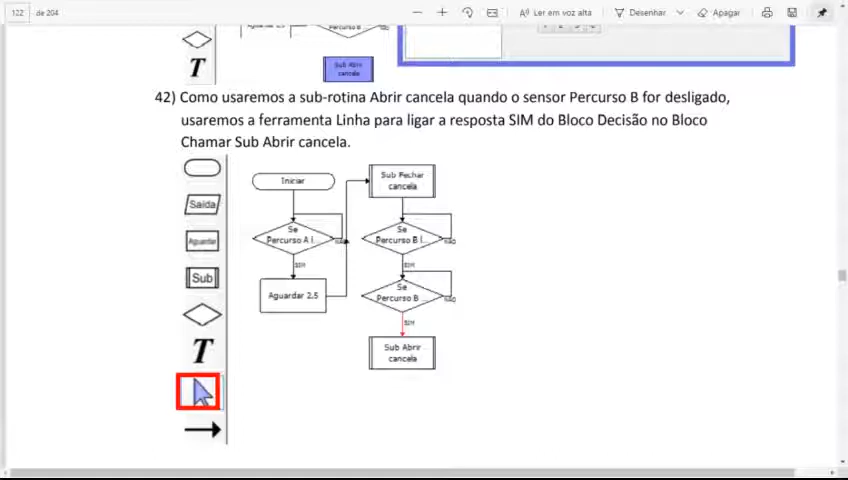 122 de 204
Ler em voz alta
Desenhar
Apagar
Percurso B
NÃO
T
Sub Abrir
cancela
42) Como usaremos a sub-rotina Abrir cancela quando o sensor Percurso B for desligado,
usaremos a ferramenta Linha para ligar a resposta SIM do Bloco Decisão no Bloco
Chamar Sub Abrir cancela.
Saída
Aguardar
Sub
T
Iniciar
Se
Percurso A l...
NÃO
SIM
Aguardar 2,5
Sub Fechar
cancela
Se
Percurso B l...
NÃO
SIM
Se
Percurso B ...
NÃO
SIM
Sub Abrir
cancela